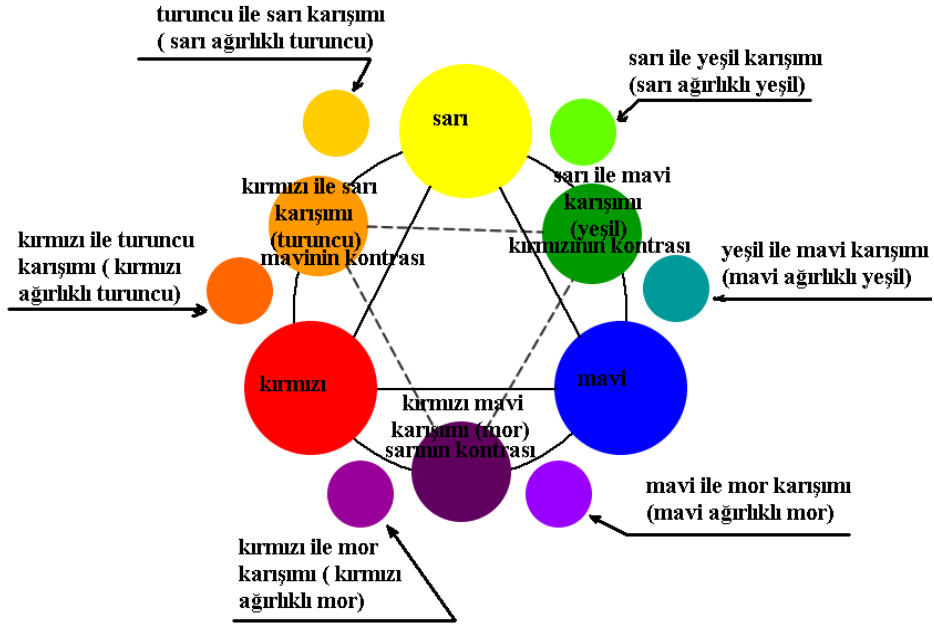 turuncu ile sarı karışımı
( sarı ağırlıklı turuncu)
sarı ile yeşil karışımı
(sarı ağırlıklı yeşil)
sarı
kırmızı ile sarı
karışımı
(turuncu)
mavinin kontrası
sarı ile mavi
karışımı
(yeşil)
kırmızının kontrası
kırmızı ile turuncu
karışımı ( kırmızı
ağırlıklı turuncu)
yeşil ile mavi karışımı
(mavi ağırlıklı yeşil)
kırmızı
mavi
kırmızı mavi
karışımı (mor)
sarının kontrası
mavi ile mor karışımı
(mavi ağırlıklı mor)
kırmızı ile mor
karışımı ( kırmızı
ağırlıklı mor)